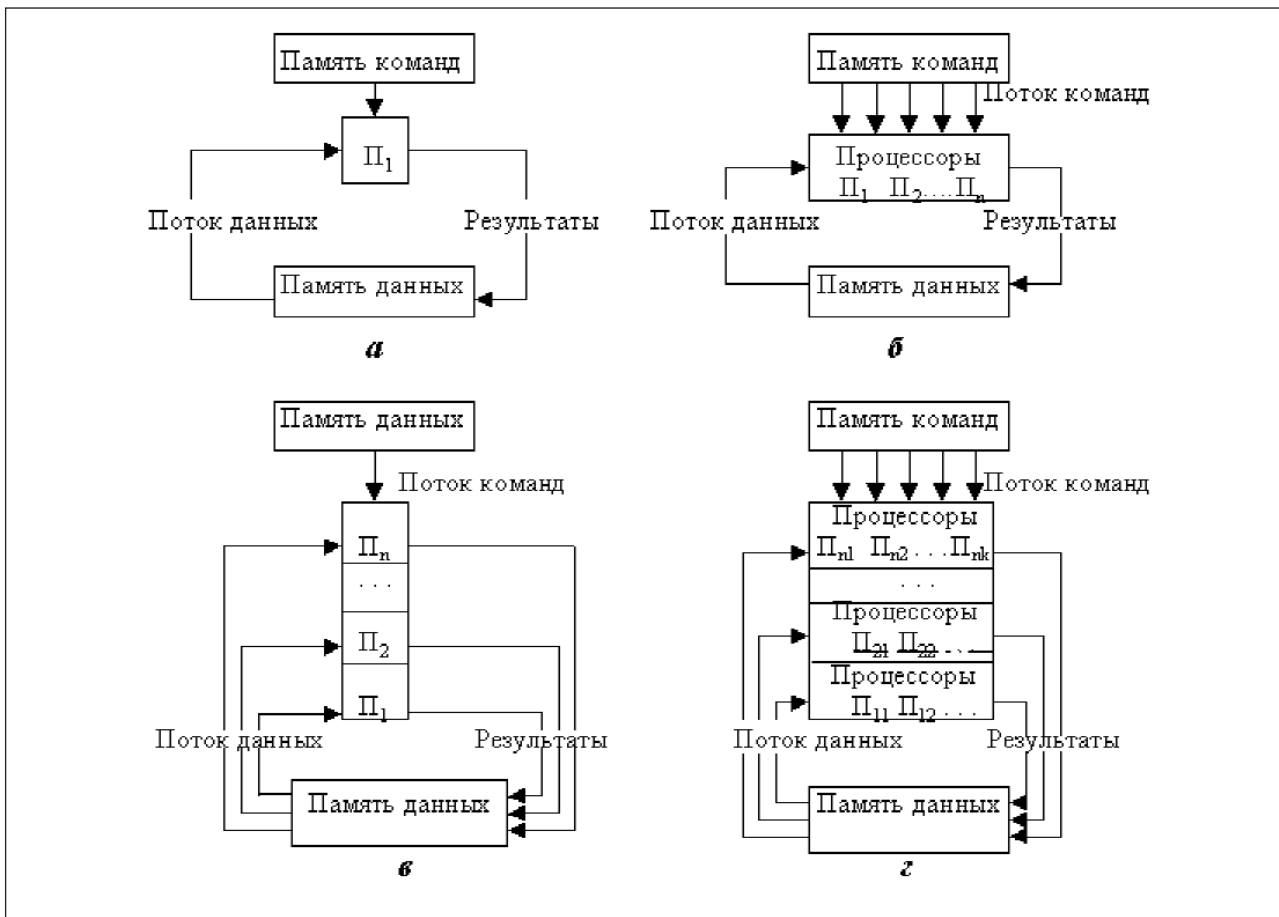 Память команд
П1
Поток данных
Результаты
Память данных
а
Память команд
Поток команд
Процессоры
П1 П2....Пn
Поток данных
Результаты
Память данных
б
Память данных
Поток команд
Пn
...
П2
П1
Поток данных
Результаты
Память данных
в
Память команд
Поток команд
Процессоры
Пn1 Пn2 ... Пnk
...
Процессоры
П21 П22 ...
Процессоры
П11 П12 ...
Поток данных
Результаты
Память данных
г